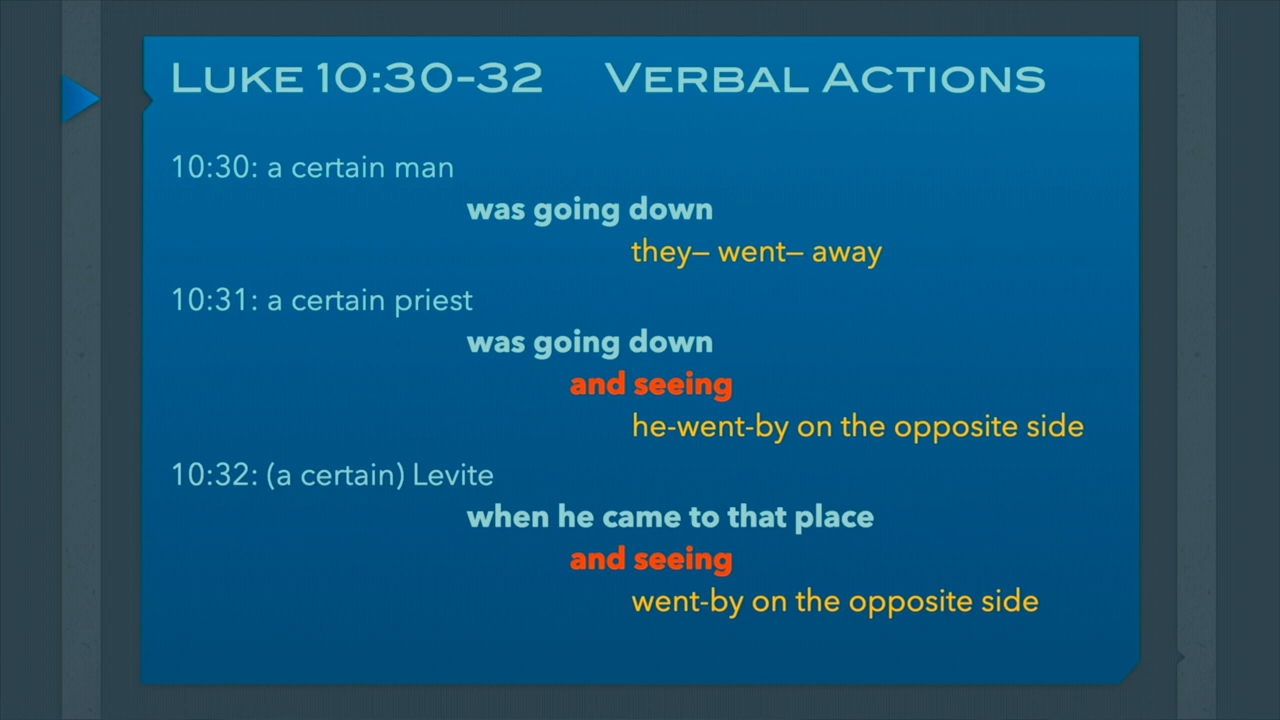 Luke 10:30-32 Verbal Actions
10:30: a certain man
was going down
they– went– away
10:31: a certain priest
was going down
and seeing
he-went-by on the opposite side
10:32: (a certain) Levite
when he came to that place
and seeing
went-by on the opposite side